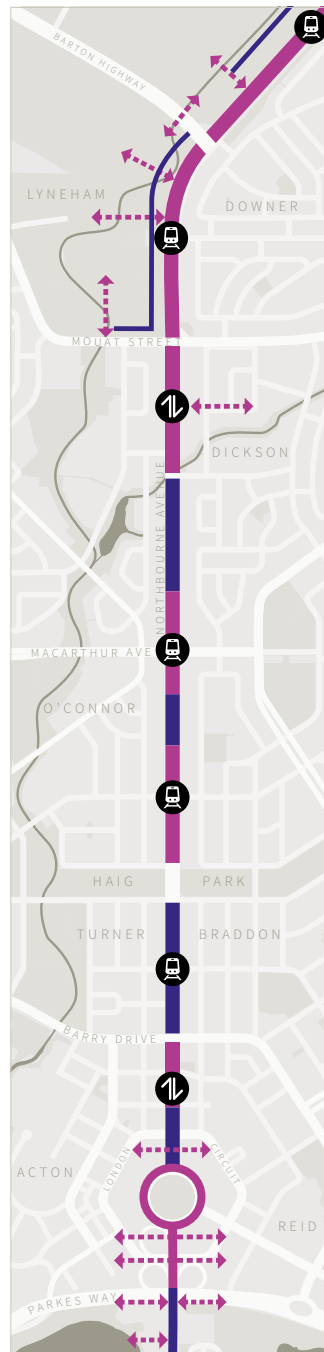 BARTON HIGHWAY
LYNEHAM
DOWNER
MOUAT STREET
DICKSON
NORTHBOURNE AVENUE
MACARTHUR AVE
O'CONNOR
HAIG PARK
TURNER
BRADDON
BARRY DRIVE
LONDON CIRCUIT
ACTON
REID
PARKES WAY